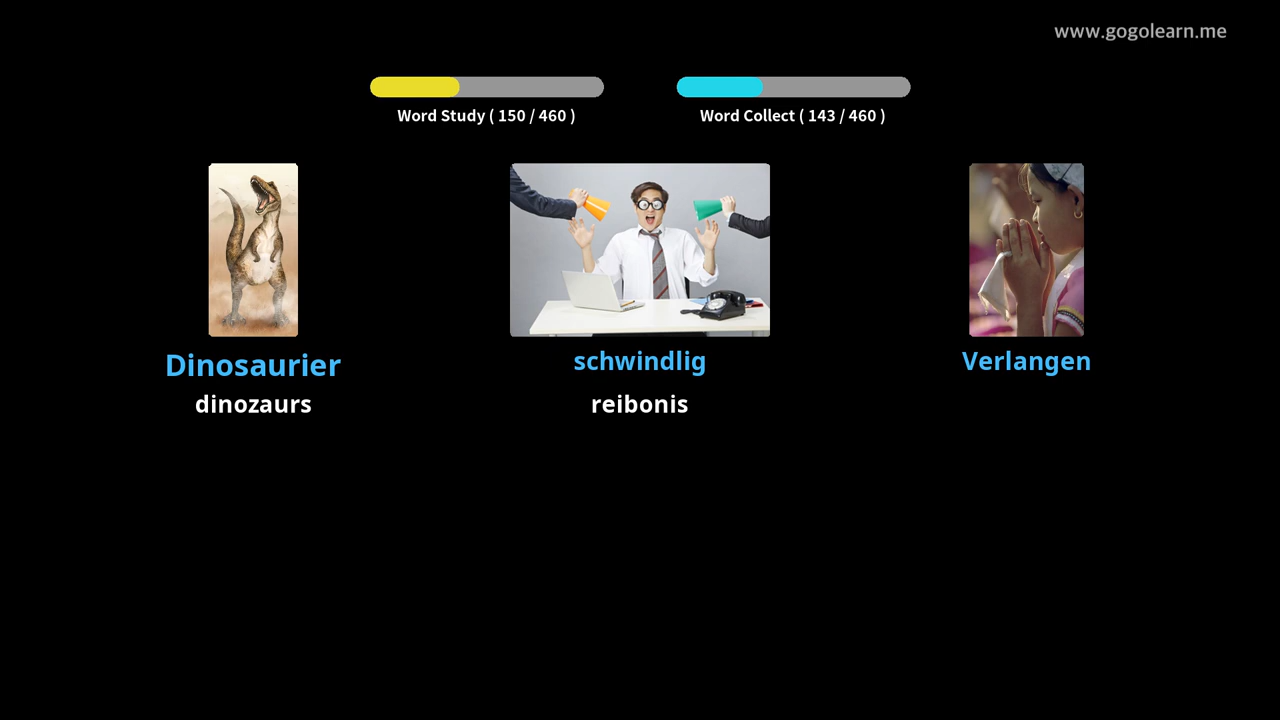 www.gogolearn.me
Word Study ( 150 / 460 )
Word Collect ( 143 / 460 )
Dinosaurier
dinozaurs
schwindlig
reibonis
Verlangen